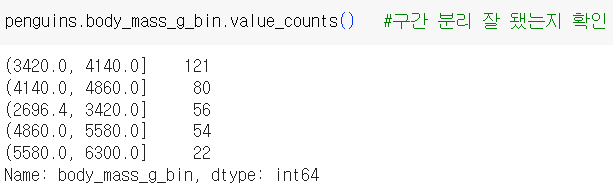 penguins.body_mass_g_bin.value_counts()   #구간 분리 잘 됐는지 확인
(3420.0, 4140.0]    121
(4140.0, 4860.0]     80
(2696.4, 3420.0]     56
(4860.0, 5580.0]     54
(5580.0, 6300.0]     22
Name: body_mass_g_bin, dtype: int64